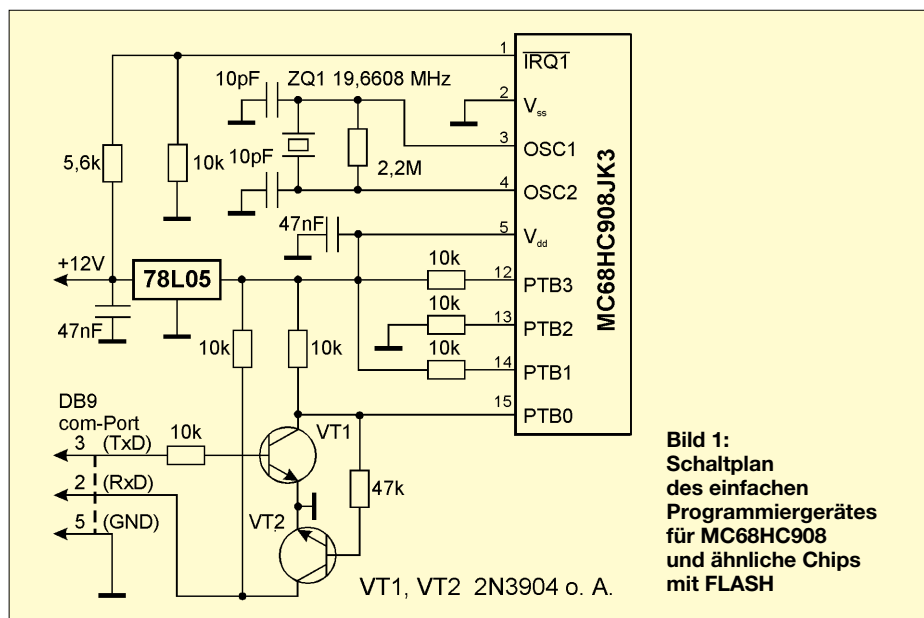 1
IRQ1
10pF ZQ1 19,6608 MHz
2
Vss
3
OSC1
5,6k
10k
10pF
2,2M
4
OSC2
47nF
5
Vdd
MC68HC908JK3
+12V
78L05
10k
12
PTB3
10k
13
PTB2
47nF
10k
10k
10k
14
PTB1
15
PTB0
DB9
com-Port
3 (TxD)
10k
VT1
2 (RxD)
47k
VT2
5 (GND)
VT1, VT2 2N3904 o. A.
Bild 1:
Schaltplan
des einfachen
Programmiergerätes
für MC68HC908
und ähnliche Chips
mit FLASH